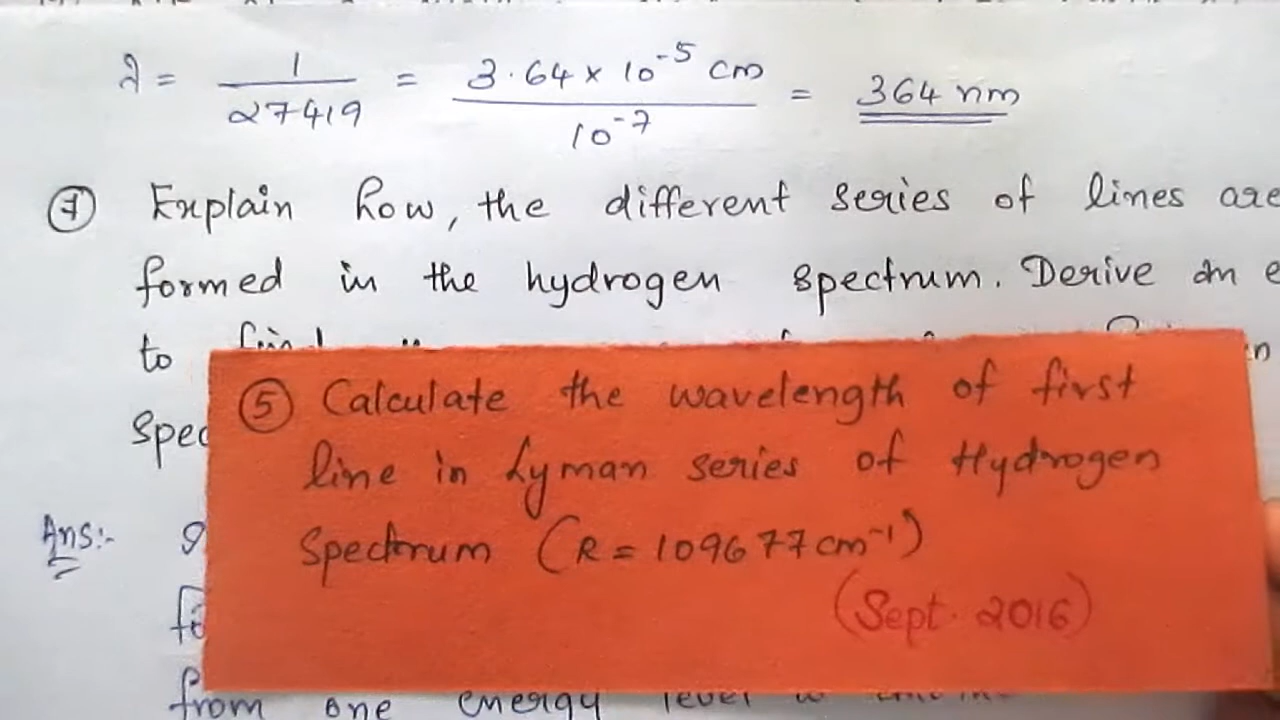 λ = 1/27419 = 3.64 x 10⁻⁵ cm/10⁻⁷ = 364 nm
⑦ Explain how, the different series of lines are
formed in the hydrogen spectrum. Derive an
to
spec
⑤ Calculate the wavelength of first
line in Lyman series of Hydrogen
Spectrum (R = 109677 cm⁻¹)
(Sept. 2016)
Ans:-
from one energy level